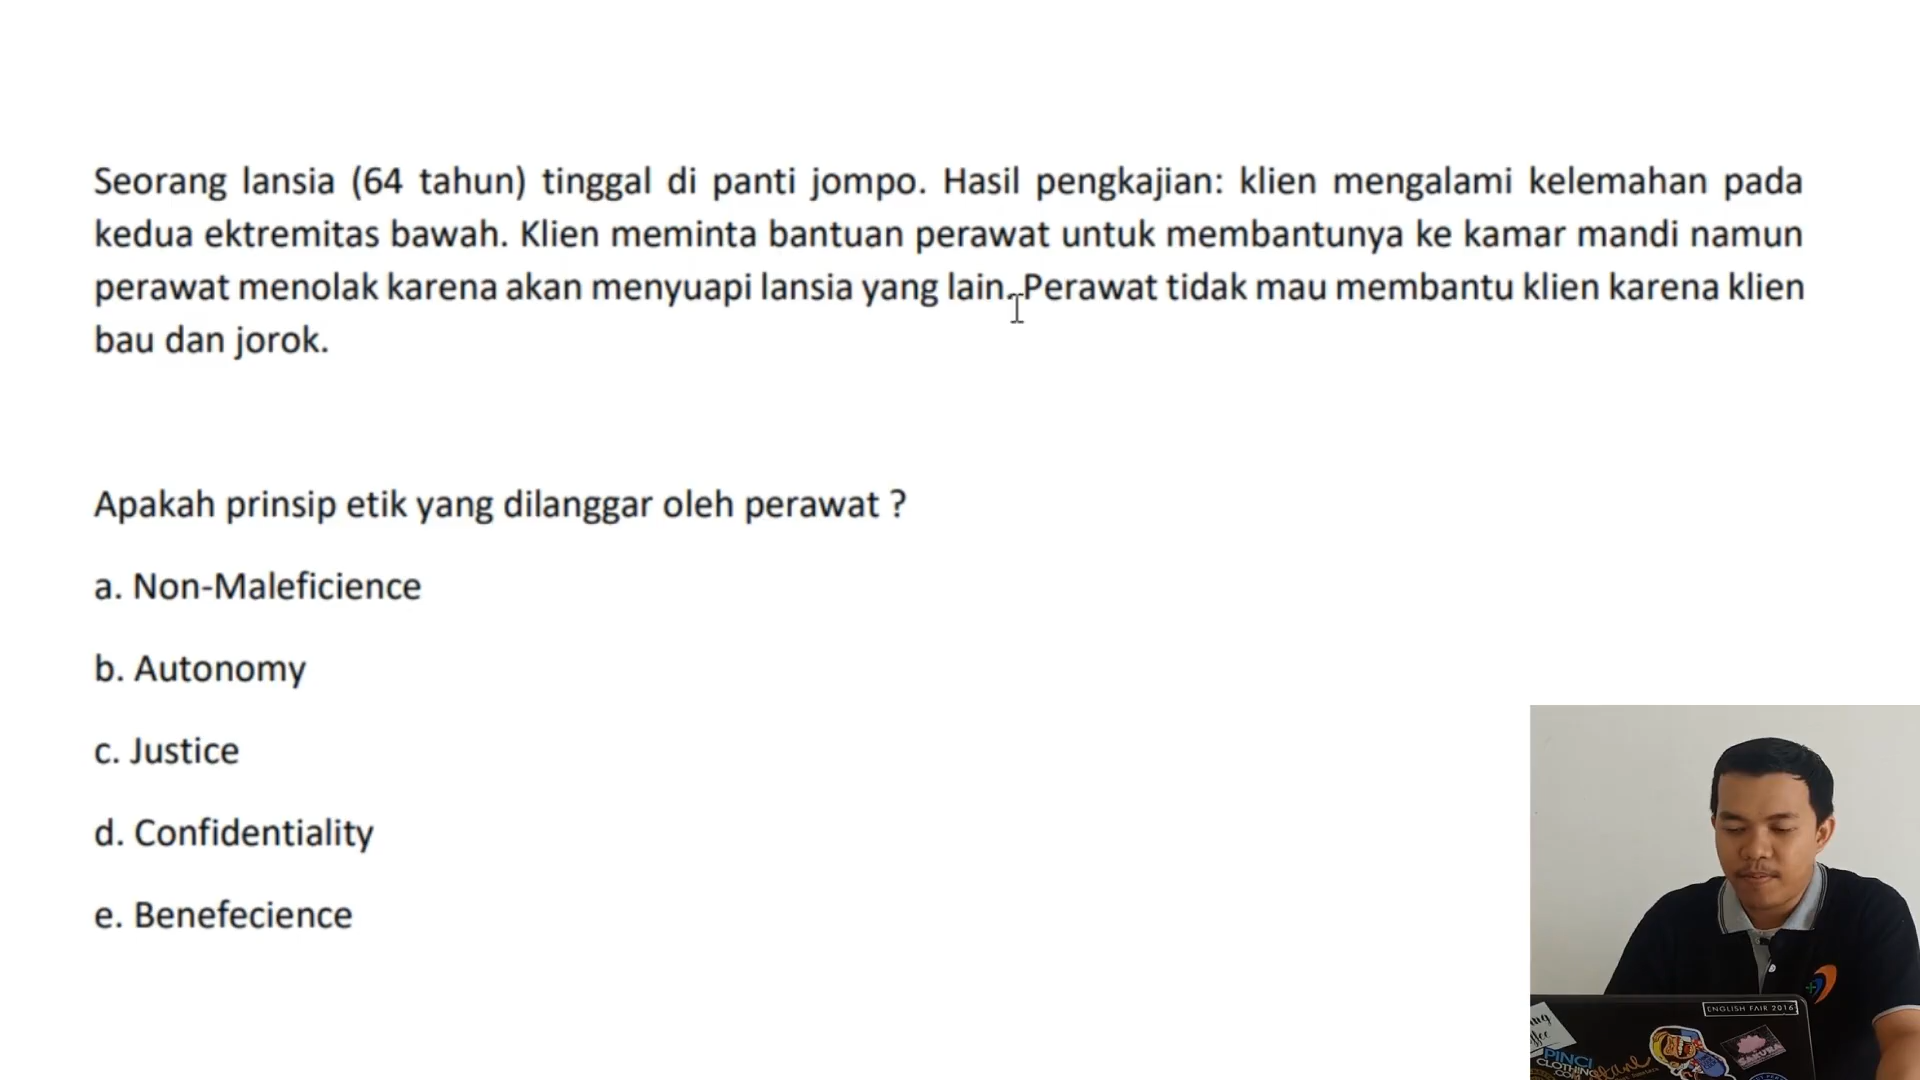 Seorang lansia (64 tahun) tinggal di panti jompo. Hasil pengkajian: klien mengalami kelemahan pada
kedua ektremitas bawah. Klien meminta bantuan perawat untuk membantunya ke kamar mandi namun
perawat menolak karena akan menyuapi lansia yang lain. Perawat tidak mau membantu klien karena klien
bau dan jorok.
Apakah prinsip etik yang dilanggar oleh perawat ?
a. Non-Maleficience
b. Autonomy
c. Justice
d. Confidentiality
e. Benefecience
ENGLISH FAIR 2016
PINCI
CLOTHING
.COM
SAKURA